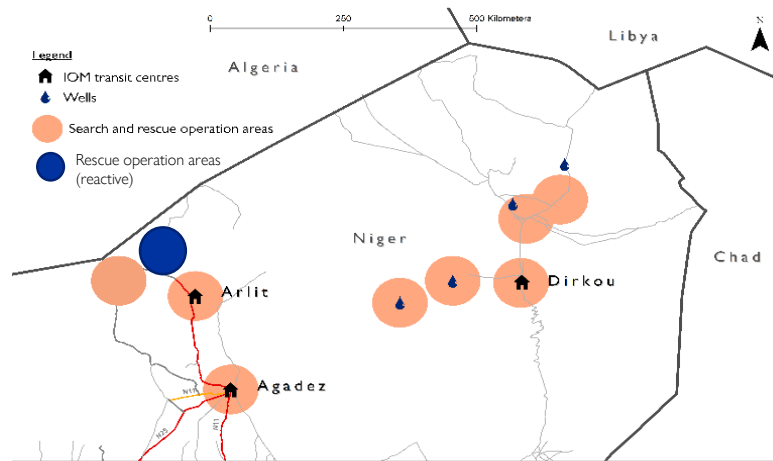 0 250 500 Kilometers
N
Libya
Legend
Algeria
IOM transit centres
Wells
Search and rescue operation areas
Rescue operation areas
(reactive)
Niger
Chad
Dirkou
Arlit
Agadez
N25
N11